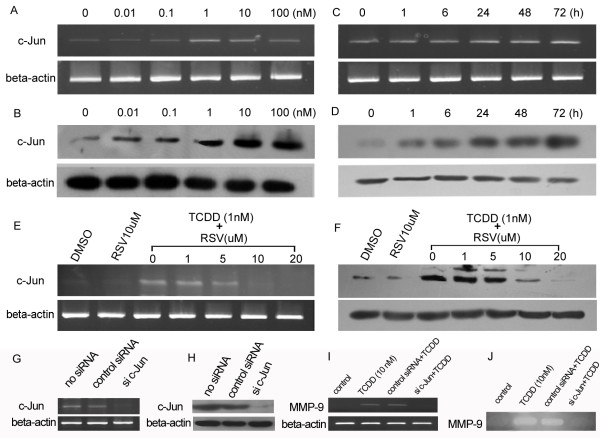 A 0 0.01 0.1 1 10 100 (nM)
c-Jun
beta-actin
C 0 1 6 24 48 72 (h)
B 0 0.01 0.1 1 10 100 (nM)
c-Jun
beta-actin
D 0 1 6 24 48 72 (h)
E DMSO RSV10uM
TCDD (1nM)
+
RSV(uM)
0 1 5 10 20
c-Jun
beta-actin
F DMSO RSV10uM
TCDD (1nM)
+
RSV(uM)
0 1 5 10 20
G no siRNA control siRNA si c-Jun
c-Jun
beta-actin
H no siRNA control siRNA si c-Jun
c-Jun
beta-actin
I control TCDD (10 nM) control siRNA+TCDD si c-Jun+TCDD
MMP-9
beta-actin
J control TCDD (10nM) control siRNA+TCDD si c-Jun+TCDD
MMP-9